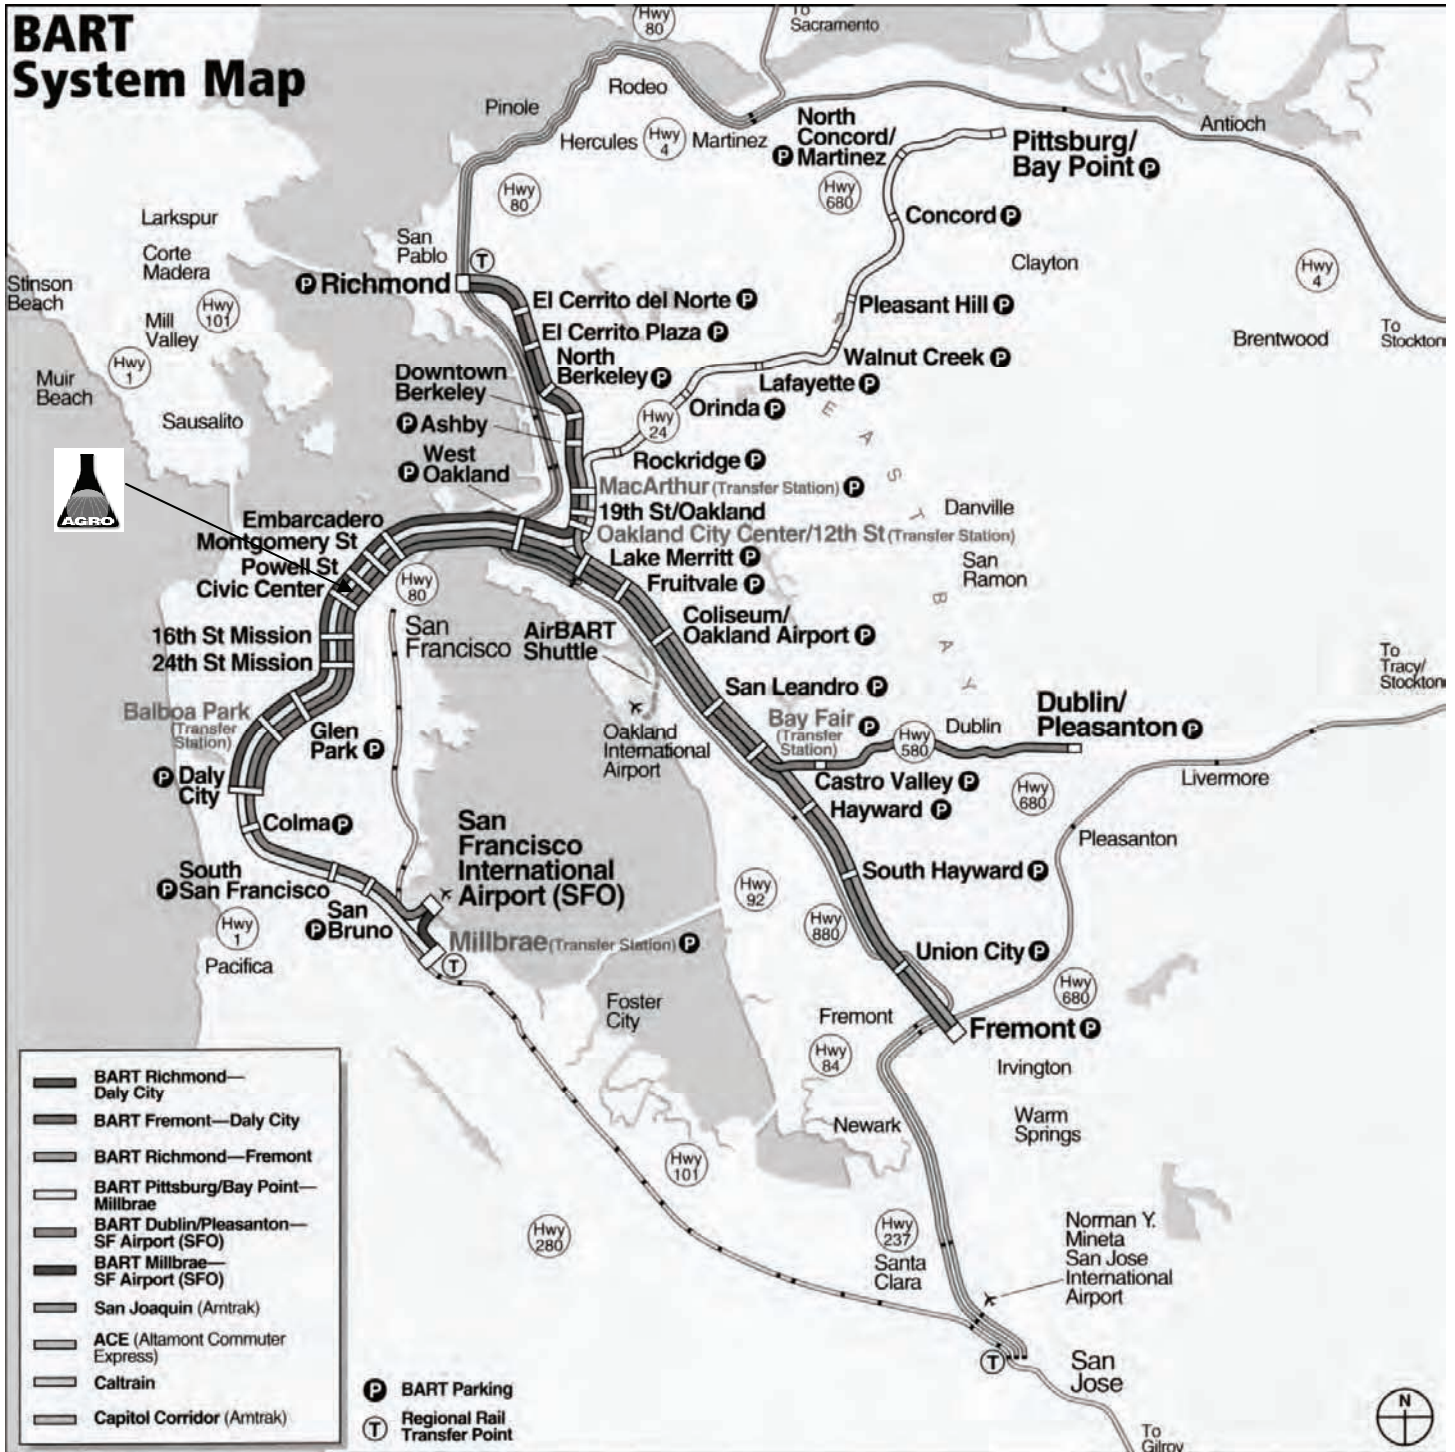 BART
System Map
Hwy
80
To
Sacramento
Rodeo
Pinole
Hercules
Hwy
4
Martinez
North
Concord/
Martinez
P
Pittsburg/
Bay Point P
Antioch
Hwy
80
Hwy
680
Concord P
Larkspur
Corte
Madera
San
Pablo
T
Clayton
Hwy
4
Stinson
Beach
Hwy
101
P Richmond
El Cerrito del Norte P
Pleasant Hill P
Mill
Valley
El Cerrito Plaza P
Brentwood
To
Stockton
Hwy
1
Muir
Beach
North
Berkeley P
Walnut Creek P
Downtown
Berkeley
Lafayette P
Orinda P
Sausalito
P Ashby
Hwy
24
EAST BAY
West
P Oakland
Rockridge P
MacArthur (Transfer Station) P
AGRO
19th St/Oakland
Danville
Embarcadero
Montgomery St
Oakland City Center/12th St (Transfer Station)
Powell St
Civic Center
Lake Merritt P
Fruitvale P
San
Ramon
Hwy
80
16th St Mission
24th St Mission
San
Francisco
AirBART
Shuttle
Coliseum/
Oakland Airport P
To
Tracy/
Stockton
San Leandro P
Balboa Park
(Transfer
Station)
Glen
Park P
Oakland
International
Airport
Bay Fair
(Transfer
Station)
P
Hwy
580
Dublin
Dublin/
Pleasanton P
P Daly
City
Castro Valley P
Hayward P
Hwy
680
Livermore
Colma P
San
Francisco
International
Airport (SFO)
Pleasanton
South
P San Francisco
South Hayward P
Hwy
92
San
P Bruno
Hwy
1
Hwy
880
Millbrae (Transfer Station) P
T
Union City P
Pacifica
Hwy
680
Foster
City
Fremont
Fremont P
Hwy
84
Irvington
Newark
Warm
Springs
Hwy
101
Hwy
280
Hwy
237
Santa
Clara
Norman Y.
Mineta
San Jose
International
Airport
T
San
Jose
To
Gilroy
N
BART Richmond—
Daly City
BART Fremont—Daly City
BART Richmond—Fremont
BART Pittsburg/Bay Point—
Millbrae
BART Dublin/Pleasanton—
SF Airport (SFO)
BART Millbrae—
SF Airport (SFO)
San Joaquin (Amtrak)
ACE (Altamont Commuter
Express)
Caltrain
Capitol Corridor (Amtrak)
P BART Parking
T Regional Rail
Transfer Point